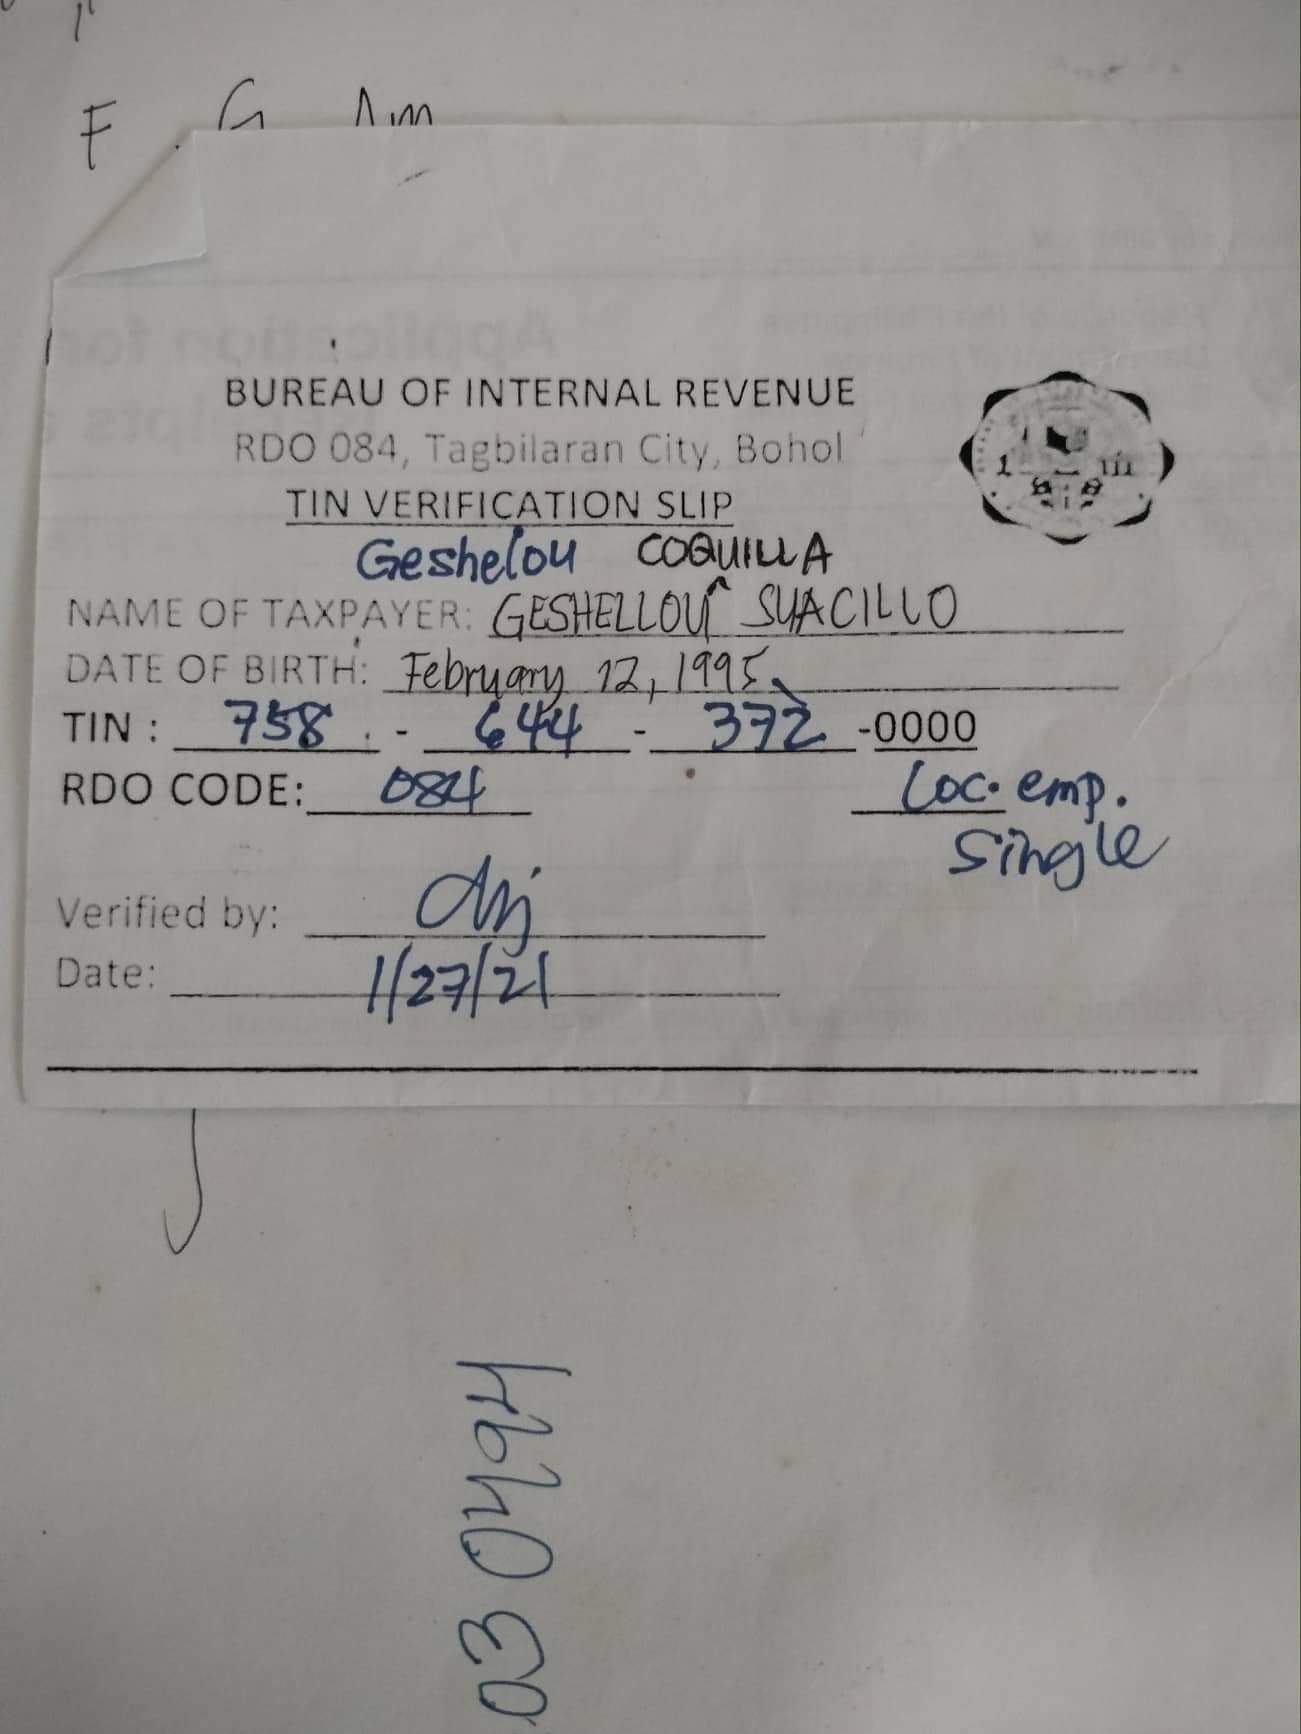 F G
BUREAU OF INTERNAL REVENUE
RDO 084, Tagbilaran City, Bohol
TIN VERIFICATION SLIP
Geshelou COQUILLA
NAME OF TAXPAYER: GESHELLOU^ SUACILLO
DATE OF BIRTH: February 12, 1995
TIN : 758 - 644 - 372 -0000
RDO CODE: 084 Loc. emp.
Single
Verified by:
Date: 1/27/21
Application for